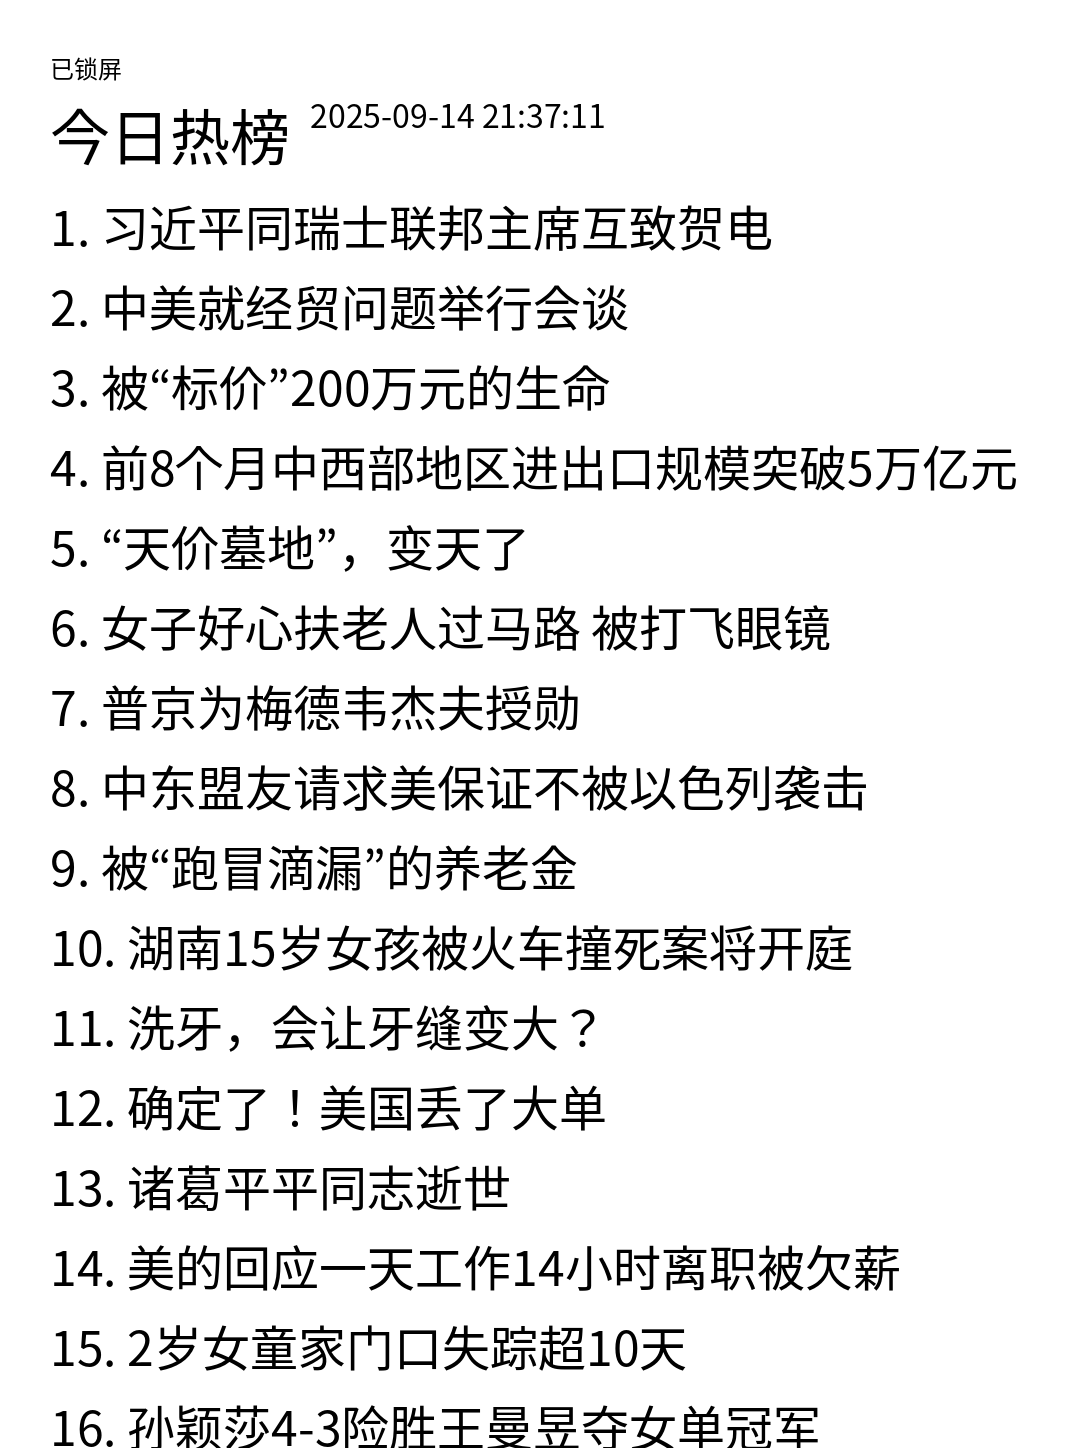 已锁屏
今日热榜 2025-09-14 21:37:11
1. 习近平同瑞士联邦主席互致贺电
2. 中美就经贸问题举行会谈
3. 被“标价”200万元的生命
4. 前8个月中西部地区进出口规模突破5万亿元
5. “天价墓地”，变天了
6. 女子好心扶老人过马路 被打飞眼镜
7. 普京为梅德韦杰夫授勋
8. 中东盟友请求美保证不被以色列袭击
9. 被“跑冒滴漏”的养老金
10. 湖南15岁女孩被火车撞死案将开庭
11. 洗牙，会让牙缝变大？
12. 确定了！美国丢了大单
13. 诸葛平平同志逝世
14. 美的回应一天工作14小时离职被欠薪
15. 2岁女童家门口失踪超10天
16. 孙颖莎4-3险胜王曼昱夺女单冠军